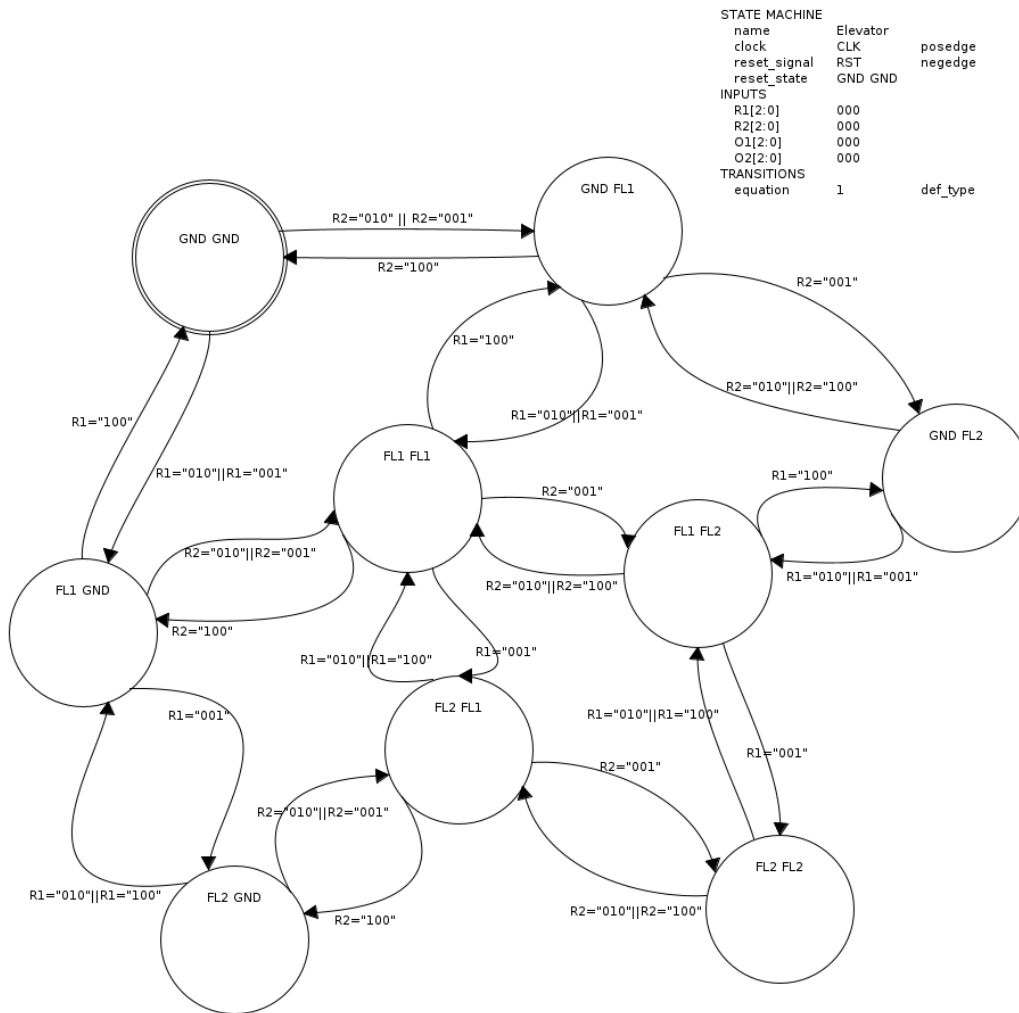 STATE MACHINE
name Elevator
clock CLK posedge
reset_signal RST negedge
reset_state GND GND
INPUTS
R1[2:0] 000
R2[2:0] 000
O1[2:0] 000
O2[2:0] 000
TRANSITIONS
equation 1 def_type
GND FL1
R2="010" || R2="001"
GND GND
R2="100"
R2="001"
R1="100"
R2="010"||R2="100"
R1="010"||R1="001"
R1="100"
GND FL2
FL1 FL1
R1="010"||R1="001"
R1="100"
R2="001"
FL1 FL2
R2="010"||R2="001"
R1="010"||R1="001"
R2="010"||R2="100"
FL1 GND
R2="100"
R1="001"
R1="010"||R1="100"
FL2 FL1
R1="001"
R1="010"||R1="100"
R1="001"
R2="001"
R2="010"||R2="001"
FL2 FL2
R1="010"||R1="100"
FL2 GND
R2="010"||R2="100"
R2="100"